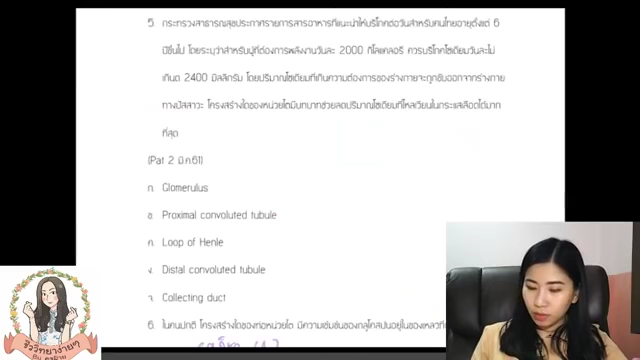 5. กระทรวงสาธารณสุขประกาศรายการสารอาหารที่แนะนำให้บริโภคต่อวันสำหรับคนไทยอายุตั้งแต่ 6
ปีขึ้นไป โดยระบุว่าสำหรับผู้ที่ต้องการพลังงานวันละ 2000 กิโลแคลอรี ควรบริโภคโซเดียมวันละไม่
เกินด 2400 มิลลิกรัม โดยปริมาณโซเดียมที่เกินความต้องการของร่างกายจะถูกขับออกจากร่างกาย
ทางปัสสาวะ โครงสร้างใดของหน่วยไตมีบทบาทช่วยลดปริมาณโซเดียมที่ไหลเวียนในกระแสเลือดได้มาก
ที่สุด
(Pat 2 มี.ค.61)
ก. Glomerulus
ข. Proximal convoluted tubule
ค. Loop of Henle
ง. Distal convoluted tubule
จ. Collecting duct
6. ในคนปกติ โครงสร้างใดของท่อหน่วยไต มีความเข้มข้นของกลูโคสปนอยู่ในของเหลวที่
ชีววิทยาง่ายๆ